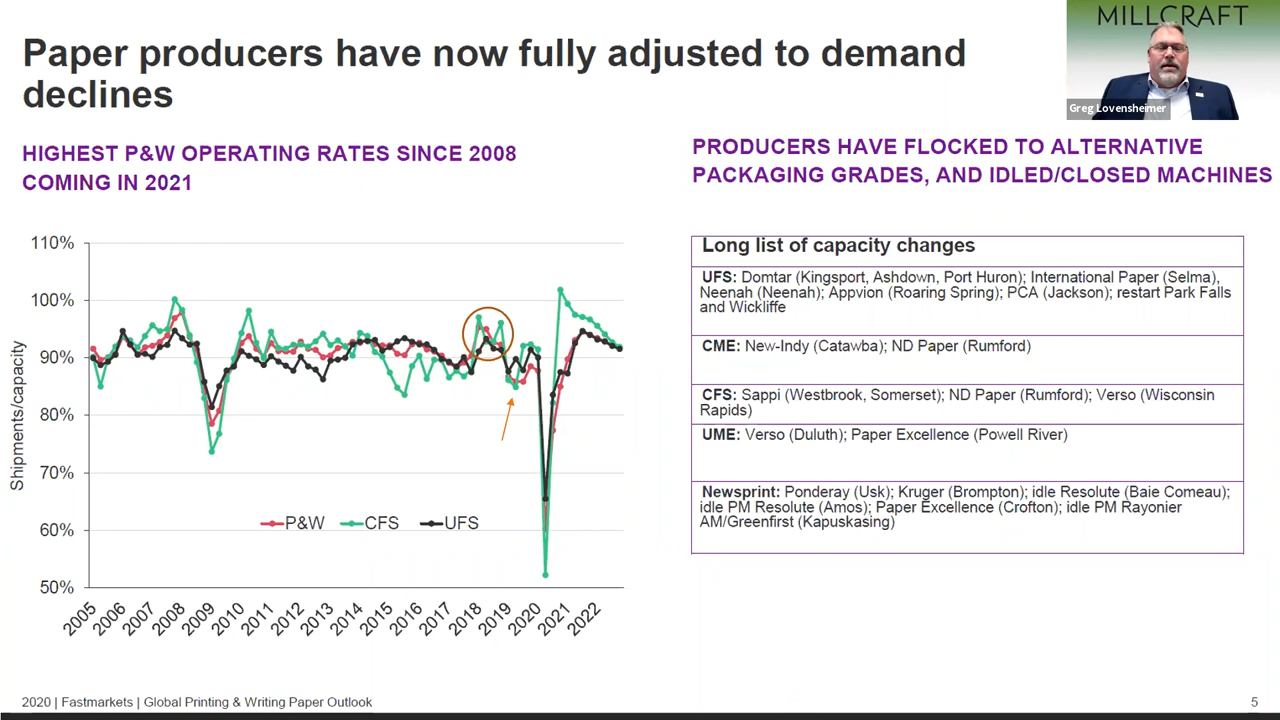 Paper producers have now fully adjusted to demand
declines
MILLCRAFT
Greg Lovensheimer
HIGHEST P&W OPERATING RATES SINCE 2008
COMING IN 2021
110%
100%
90%
80%
70%
60%
50%
Shipments/capacity
P&W CFS UFS
2005 2006 2007 2008 2009 2010 2011 2012 2013 2014 2015 2016 2017 2018 2019 2020 2021 2022
PRODUCERS HAVE FLOCKED TO ALTERNATIVE
PACKAGING GRADES, AND IDLED/CLOSED MACHINES
Long list of capacity changes
UFS: Domtar (Kingsport, Ashdown, Port Huron); International Paper (Selma),
Neenah (Neenah); Appvion (Roaring Spring); PCA (Jackson); restart Park Falls
and Wickliffe
CME: New-Indy (Catawba); ND Paper (Rumford)
CFS: Sappi (Westbrook, Somerset); ND Paper (Rumford); Verso (Wisconsin
Rapids)
UME: Verso (Duluth); Paper Excellence (Powell River)
Newsprint: Ponderay (Usk); Kruger (Brompton); idle Resolute (Baie Comeau);
idle PM Resolute (Amos); Paper Excellence (Crofton); idle PM Rayonier
AM/Greenfirst (Kapuskasing)
2020 | Fastmarkets | Global Printing & Writing Paper Outlook
5